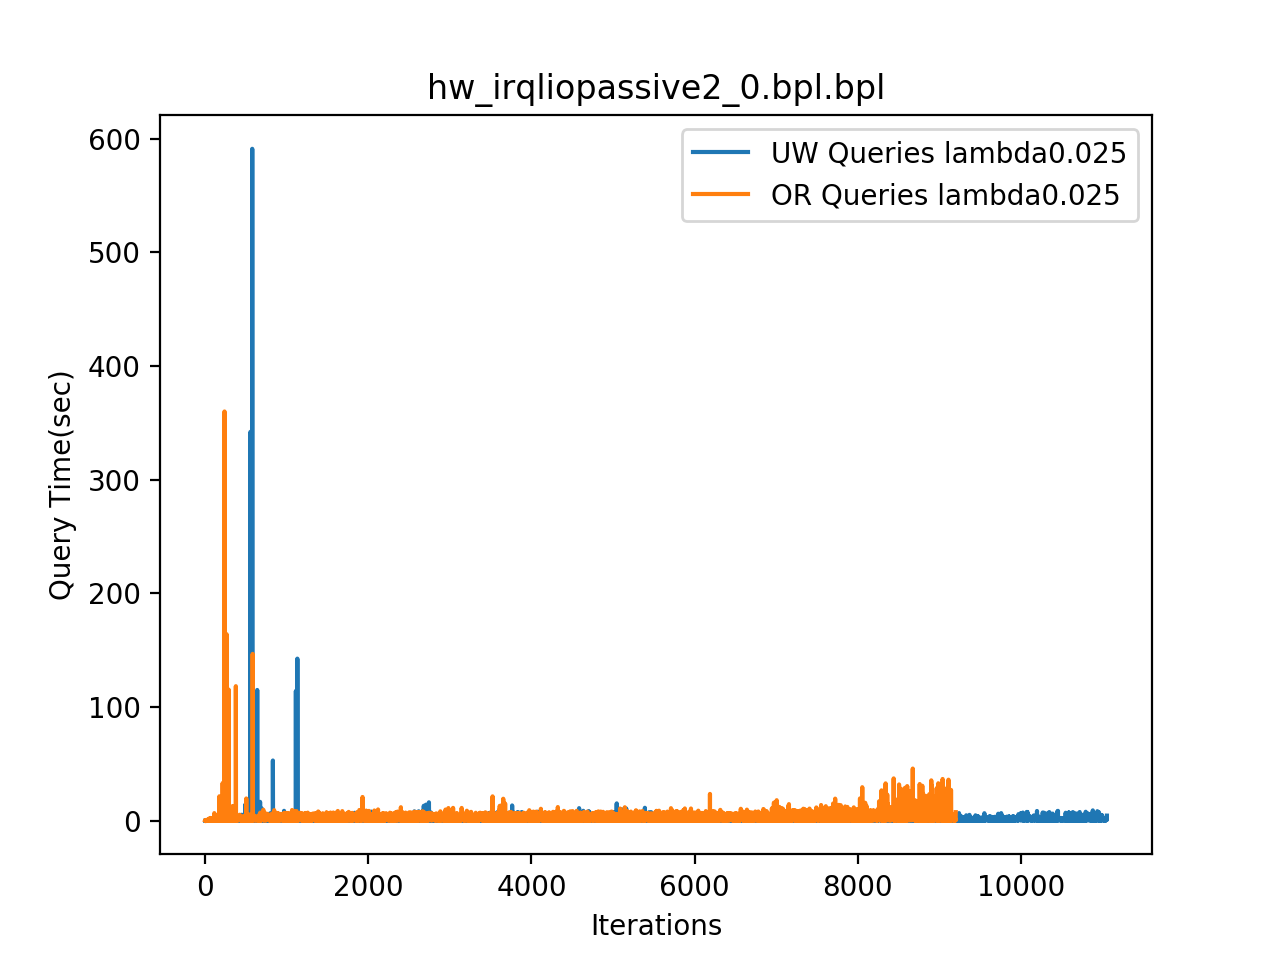 hw_irqliopassive2_0.bpl.bpl
UW Queries lambda0.025
OR Queries lambda0.025
600
500
400
300
200
100
0
Query Time(sec)
0 2000 4000 6000 8000 10000
Iterations